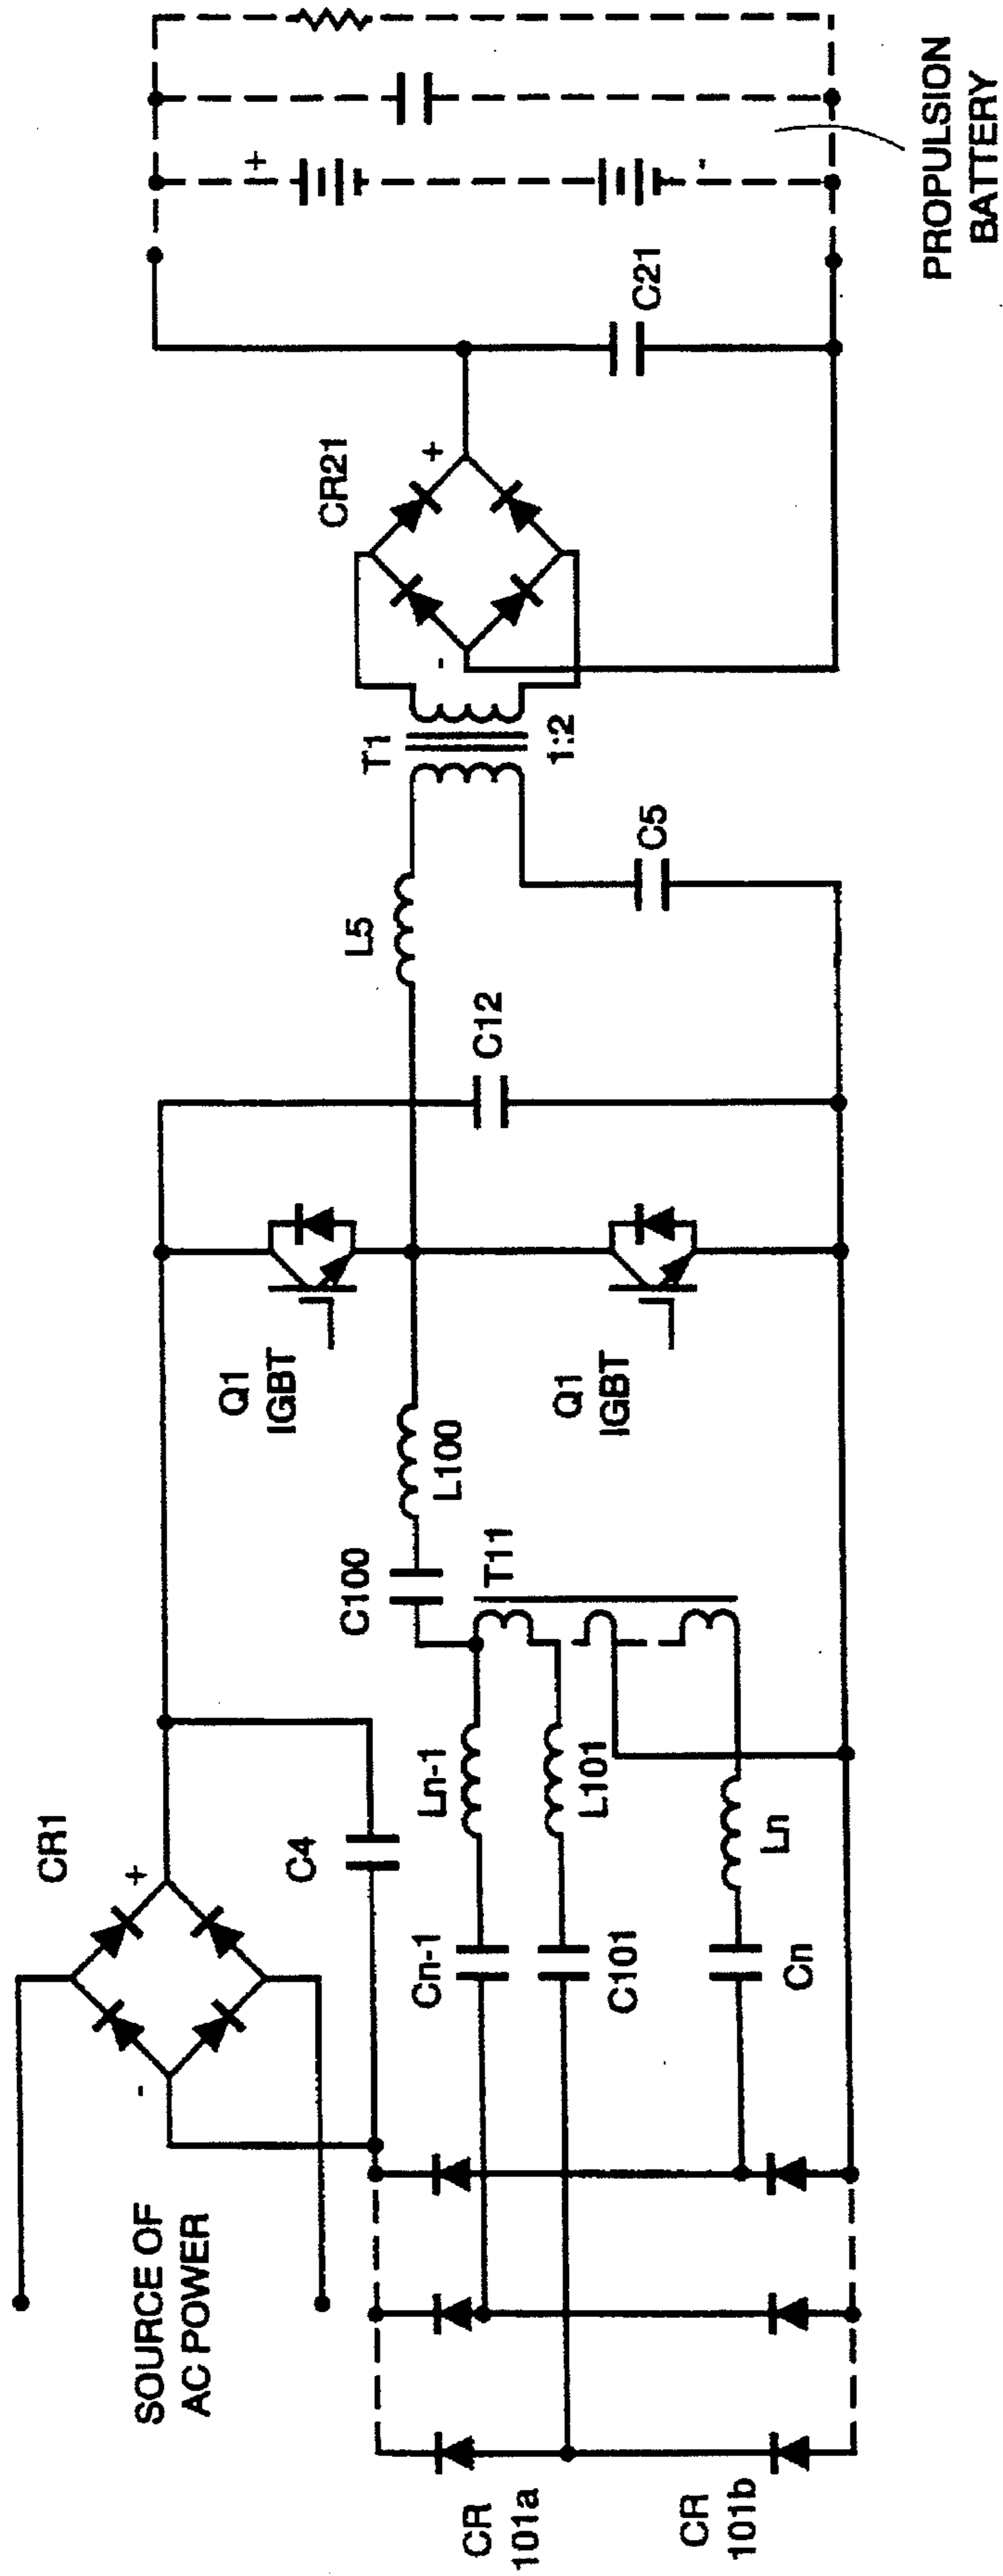 SOURCE OF
AC POWER
CR1
+
-
C4
CR
101a
CR
101b
Cn-1
Ln-1
C101
L101
Cn
Ln
T11
C100
L100
Q1
IGBT
Q1
IGBT
C12
L5
C5
T1
1:2
CR21
+
-
C21
+
-
PROPULSION
BATTERY